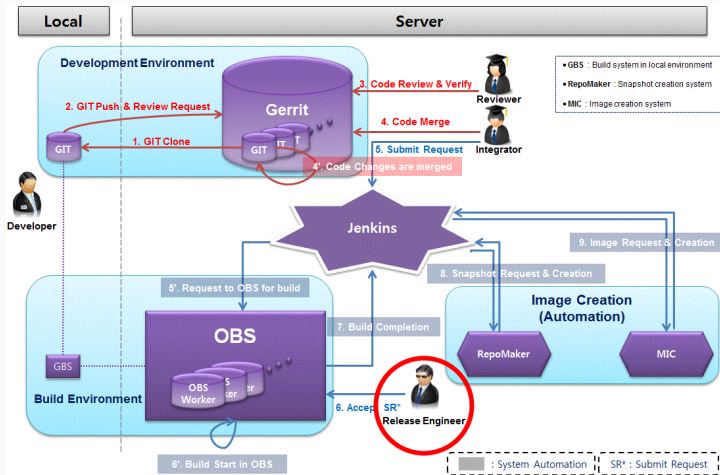 Local
Server
Development Environment
GBS : Build system in local environment
RepoMaker : Snapshot creation system
MIC : Image creation system
3. Code Review & Verify
Reviewer
2. GIT Push & Review Request
Gerrit
4. Code Merge
Integrator
1. GIT Clone
GIT
GIT
IT
5. Submit Request
4'. Code Changes are merged
Developer
Jenkins
9. Image Request & Creation
8. Snapshot Request & Creation
5'. Request to OBS for build
Image Creation
(Automation)
OBS
7. Build Completion
RepoMaker
MIC
GBS
OBS
Worker
Build Environment
6. Accept SR*
Release Engineer
6'. Build Start in OBS
: System Automation
SR* : Submit Request